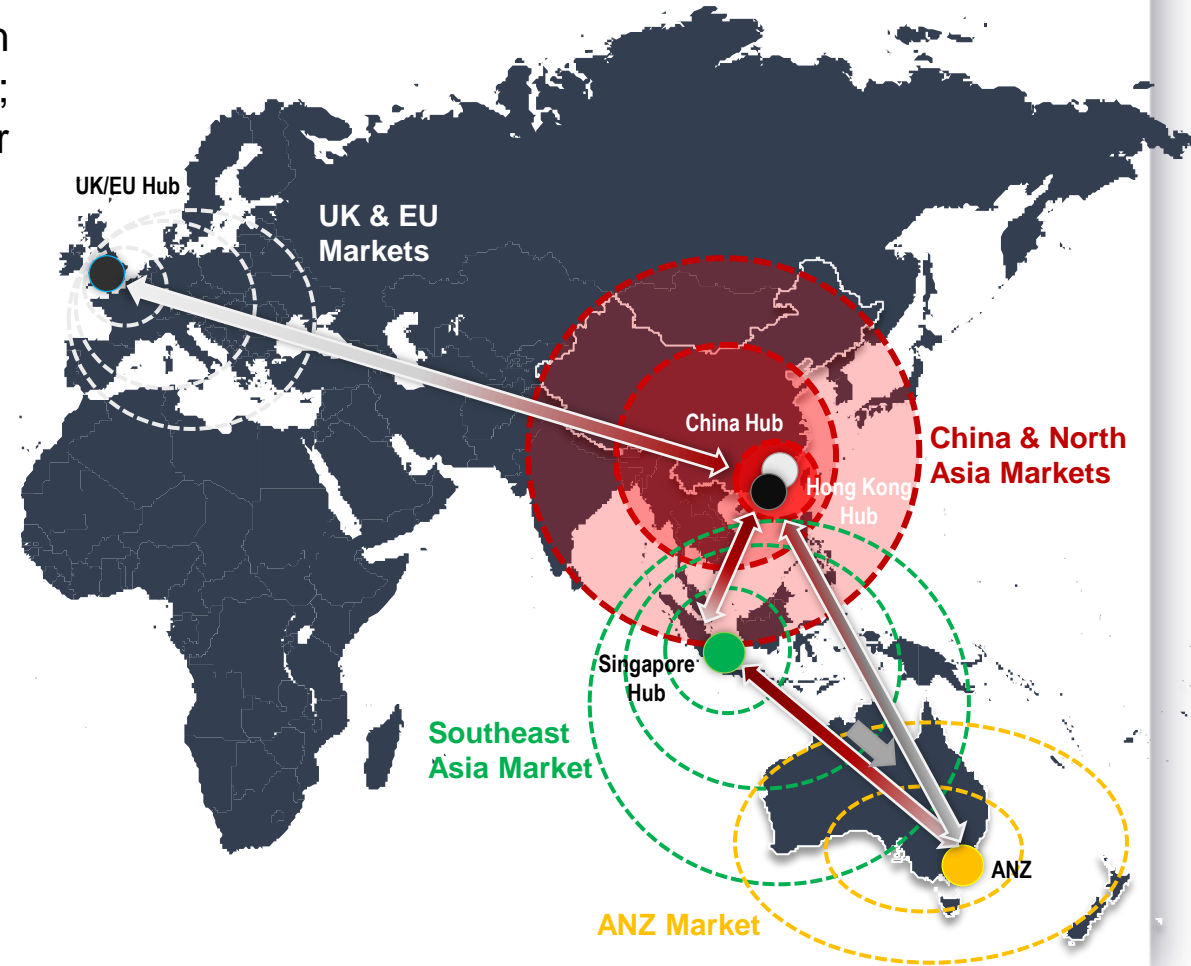 n
;
r
UK/EU Hub
UK & EU
Markets
China Hub
China & North
Asia Markets
Hong Kong
Hub
Singapore
Hub
Southeast
Asia Market
ANZ
ANZ Market